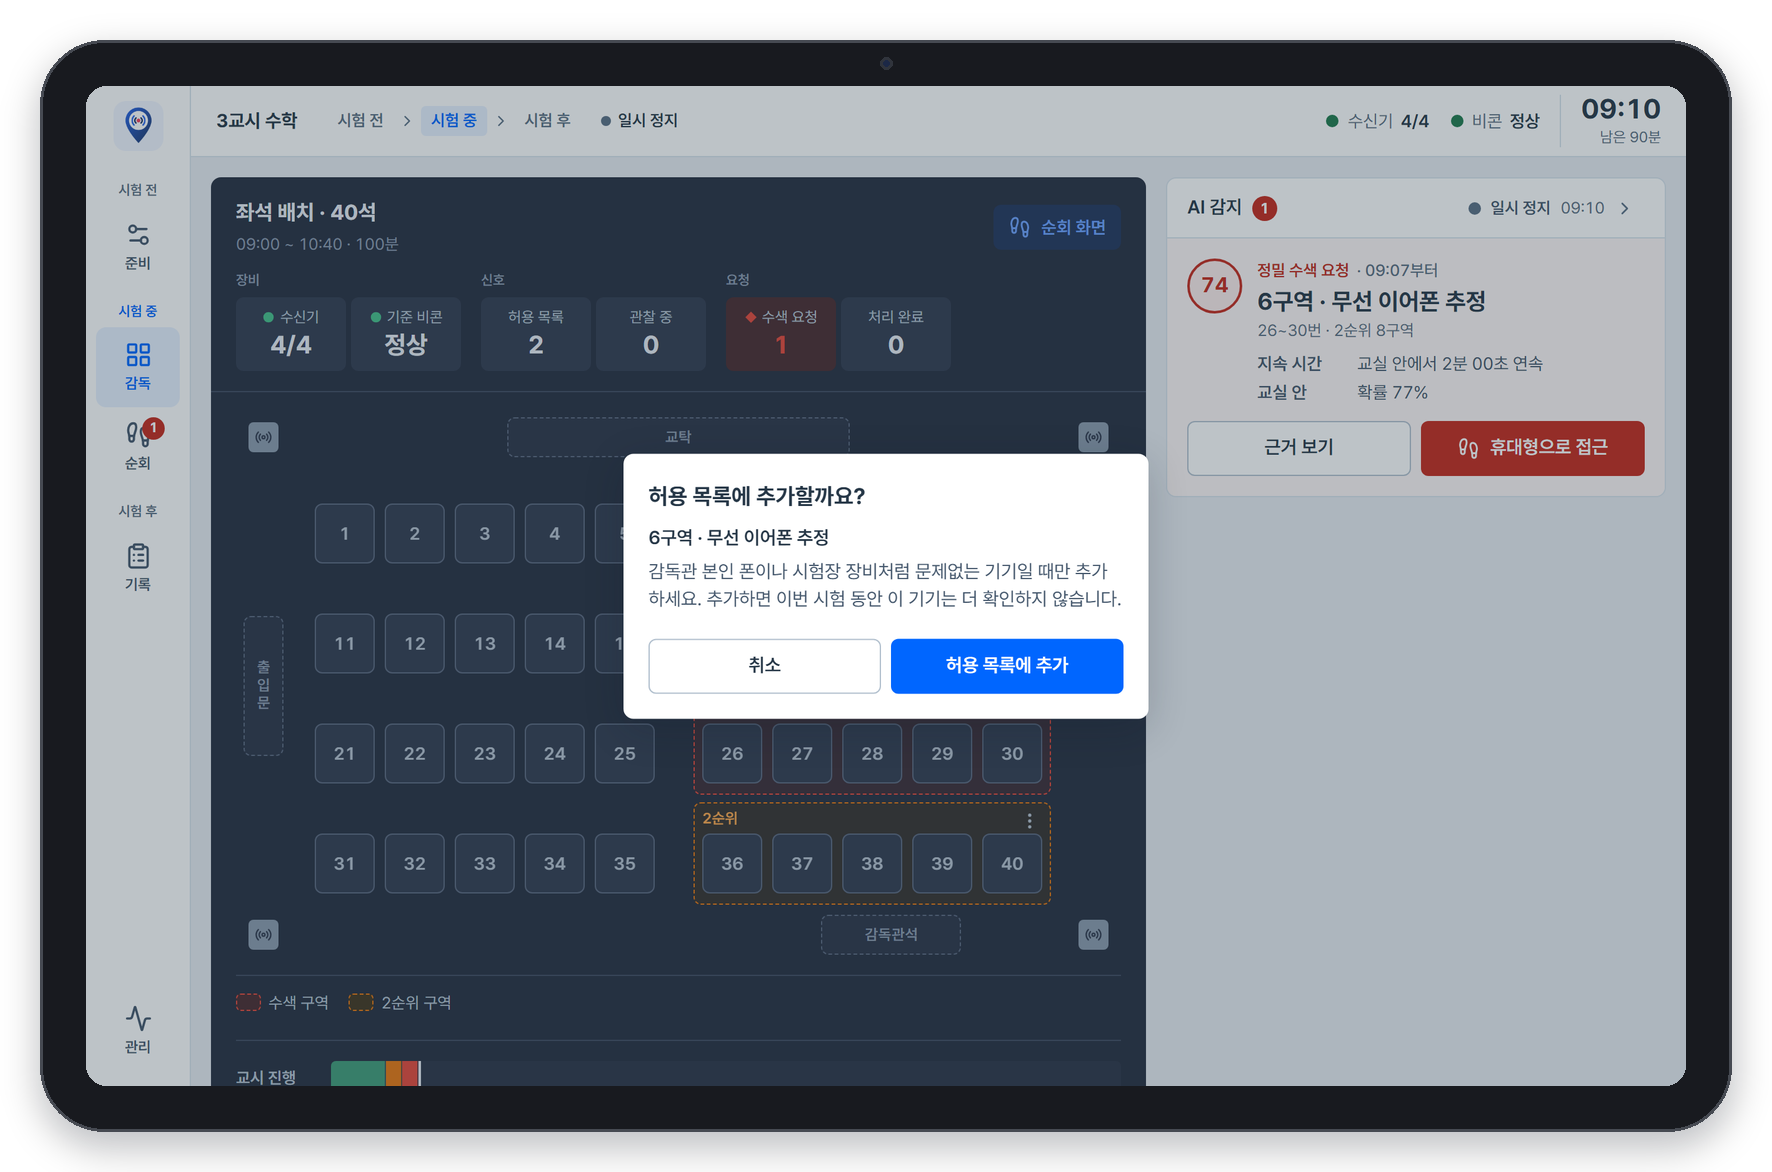 3교시 수학
시험 전
시험 중
시험 후
일시 정지
수신기 4/4
비콘 정상
09:10
남은 90분
시험 전
준비
시험 중
감독
1
순회
시험 후
기록
관리
좌석 배치 · 40석
09:00 ~ 10:40 · 100분
순회 화면
장비
신호
요청
수신기
4/4
기준 비콘
정상
허용 목록
2
관찰 중
0
수색 요청
1
처리 완료
0
교탁
출입문
1 2 3 4
11 12 13 14
21 22 23 24 25 26 27 28 29 30
2순위
31 32 33 34 35 36 37 38 39 40
감독관석
수색 구역
2순위 구역
교시 진행
허용 목록에 추가할까요?
6구역 · 무선 이어폰 추정
감독관 본인 폰이나 시험장 장비처럼 문제없는 기기일 때만 추가
하세요. 추가하면 이번 시험 동안 이 기기는 더 확인하지 않습니다.
취소
허용 목록에 추가
AI 감지 1
일시 정지 09:10
74
정밀 수색 요청 · 09:07부터
6구역 · 무선 이어폰 추정
26~30번 · 2순위 8구역
지속 시간 교실 안에서 2분 00초 연속
교실 안 확률 77%
근거 보기
휴대형으로 접근